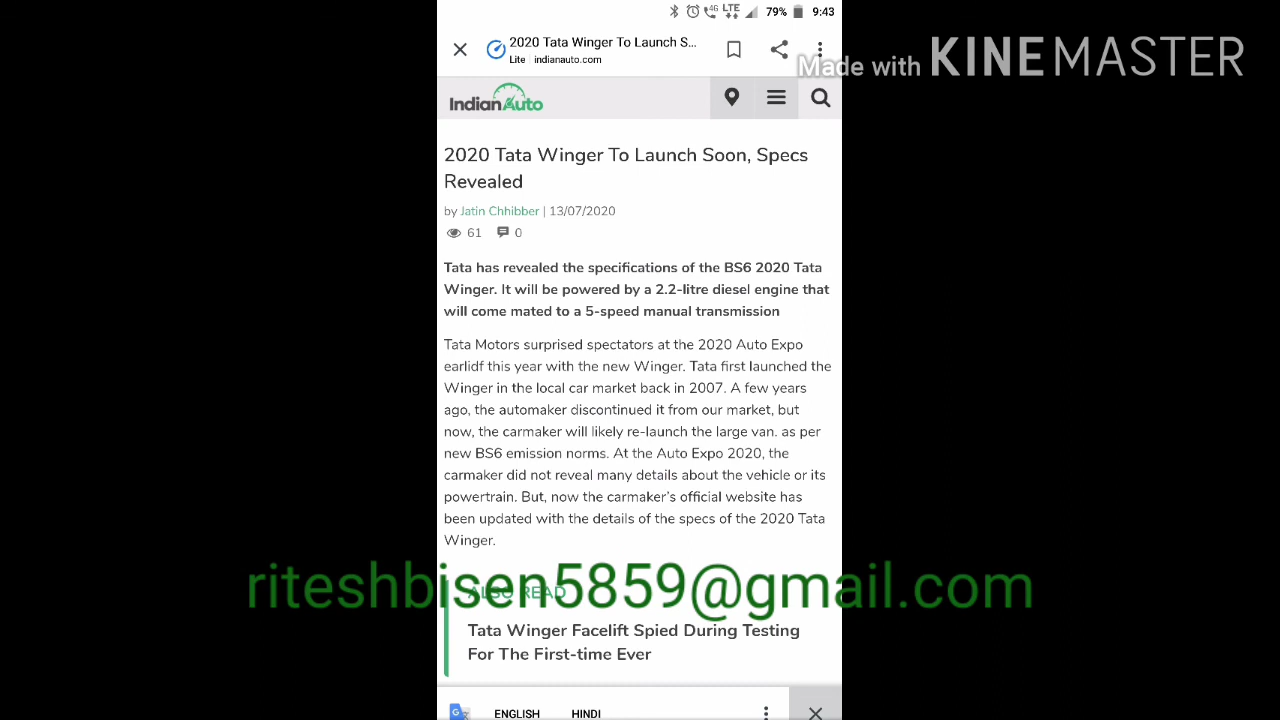 4G LTE 79% 9:43
2020 Tata Winger To Launch S...
Lite indianauto.com
Made with KINEMASTER
IndianAuto
2020 Tata Winger To Launch Soon, Specs
Revealed
by Jatin Chhibber | 13/07/2020
61 0
Tata has revealed the specifications of the BS6 2020 Tata
Winger. It will be powered by a 2.2-litre diesel engine that
will come mated to a 5-speed manual transmission
Tata Motors surprised spectators at the 2020 Auto Expo
earlidf this year with the new Winger. Tata first launched the
Winger in the local car market back in 2007. A few years
ago, the automaker discontinued it from our market, but
now, the carmaker will likely re-launch the large van. as per
new BS6 emission norms. At the Auto Expo 2020, the
carmaker did not reveal many details about the vehicle or its
powertrain. But, now the carmaker's official website has
been updated with the details of the specs of the 2020 Tata
Winger.
riteshbisen5859@gmail.com
ALSO READ
Tata Winger Facelift Spied During Testing
For The First-time Ever
ENGLISH HINDI